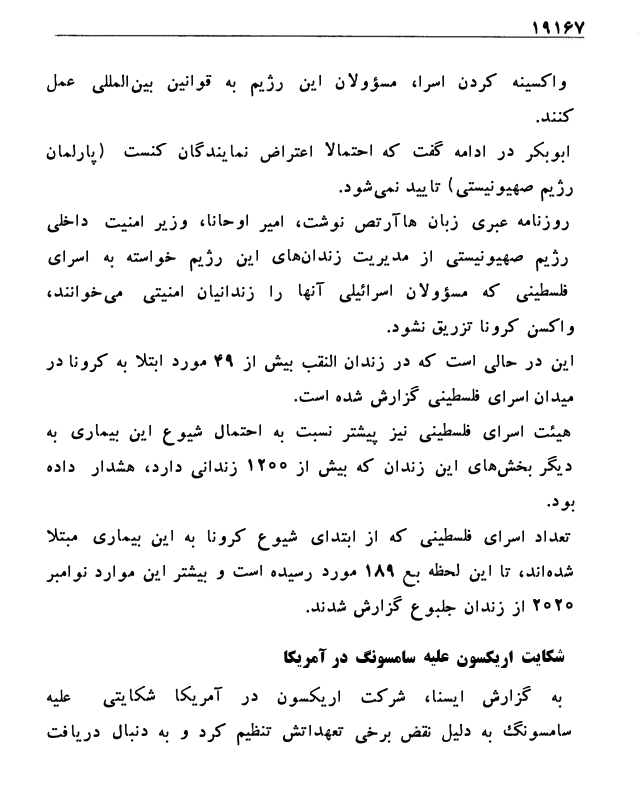 ۱۹۱۶۷
واکسینه کردن اسرا، مسؤولان این رژیم به قوانین بین‌المللی عمل
کنند.
ابوبکر در ادامه گفت که احتمالا اعتراض نمایندگان کنست (پارلمان
رژیم صهیونیستی) تایید نمی‌شود.
روزنامه عبری زبان هاآرتص نوشت، امیر اوحانا، وزیر امنیت داخلی
رژیم صهیونیستی از مدیریت زندان‌های این رژیم خواسته به اسرای
فلسطینی که مسؤولان اسرائیلی آنها را زندانیان امنیتی می‌خوانند،
واکسن کرونا تزریق نشود.
این در حالی است که در زندان النقب بیش از ۴۹ مورد ابتلا به کرونا در
میدان اسرای فلسطینی گزارش شده است.
هیئت اسرای فلسطینی نیز پیشتر نسبت به احتمال شیوع این بیماری به
دیگر بخش‌های این زندان که بیش از ۱۲۰۰ زندانی دارد، هشدار داده
بود.
تعداد اسرای فلسطینی که از ابتدای شیوع کرونا به این بیماری مبتلا
شده‌اند، تا این لحظه بع ۱۸۹ مورد رسیده است و بیشتر این موارد نوامبر
۲۰۲۰ از زندان جلبوع گزارش شدند.
شکایت اریکسون علیه سامسونگ در آمریکا
به گزارش ایسنا، شرکت اریکسون در آمریکا شکایتی علیه
سامسونگ به دلیل نقض برخی تعهداتش تنظیم کرد و به دنبال دریافت